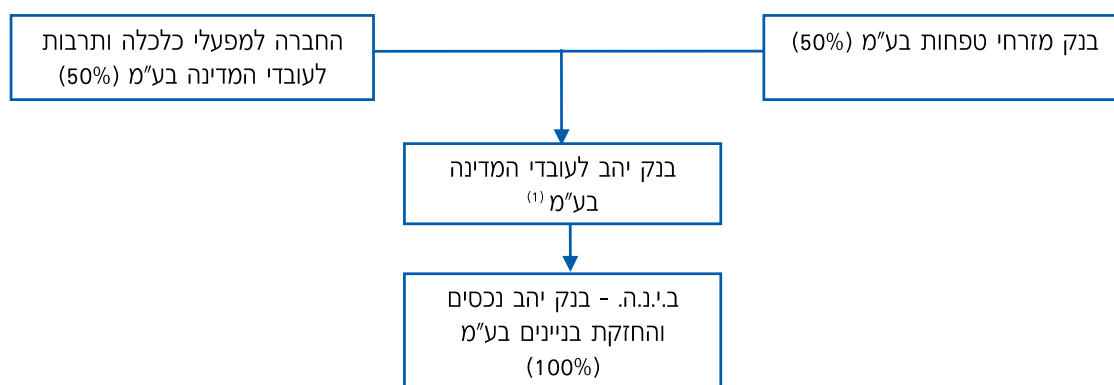 בנק מזרחי טפחות בע"מ (50%)
החברה למפעלי כלכלה ותרבות
לעובדי המדינה בע"מ (50%)
בנק יהב לעובדי המדינה
בע"מ (1)
ב.י.נ.ה. - בנק יהב נכסים
והחזקת בניינים בע"מ
(100%)